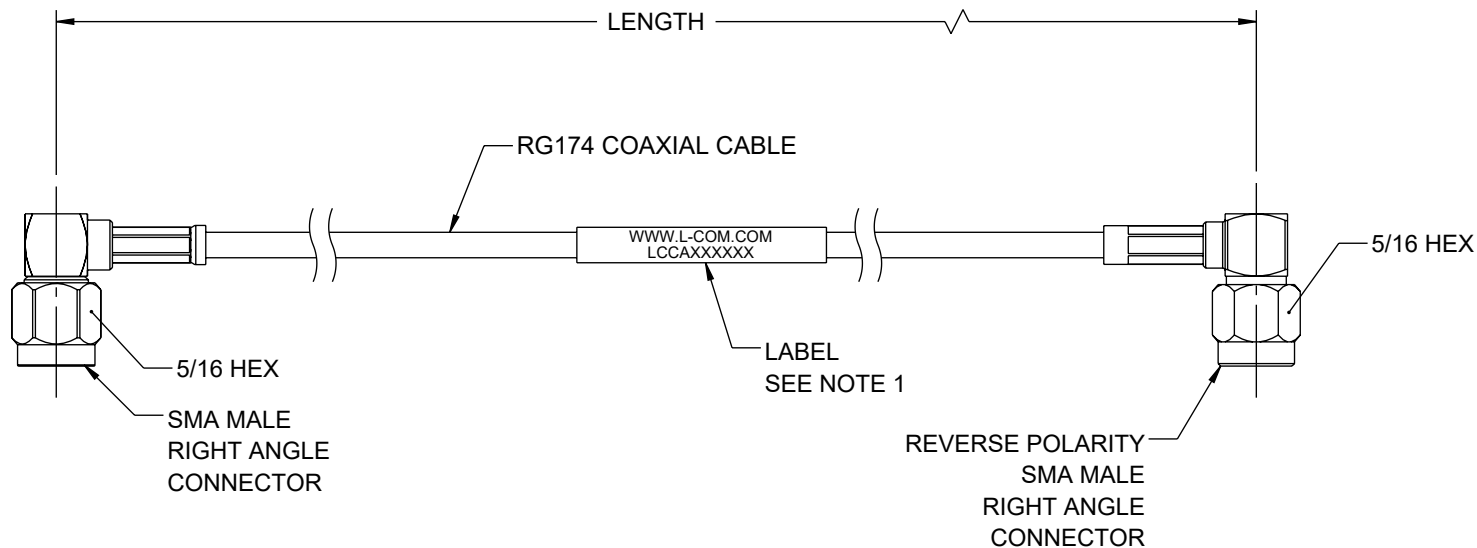 LENGTH
RG174 COAXIAL CABLE
WWW.L-COM.COM
LCCAXXXXXX
5/16 HEX
5/16 HEX
LABEL
SEE NOTE 1
SMA MALE
RIGHT ANGLE
CONNECTOR
REVERSE POLARITY
SMA MALE
RIGHT ANGLE
CONNECTOR